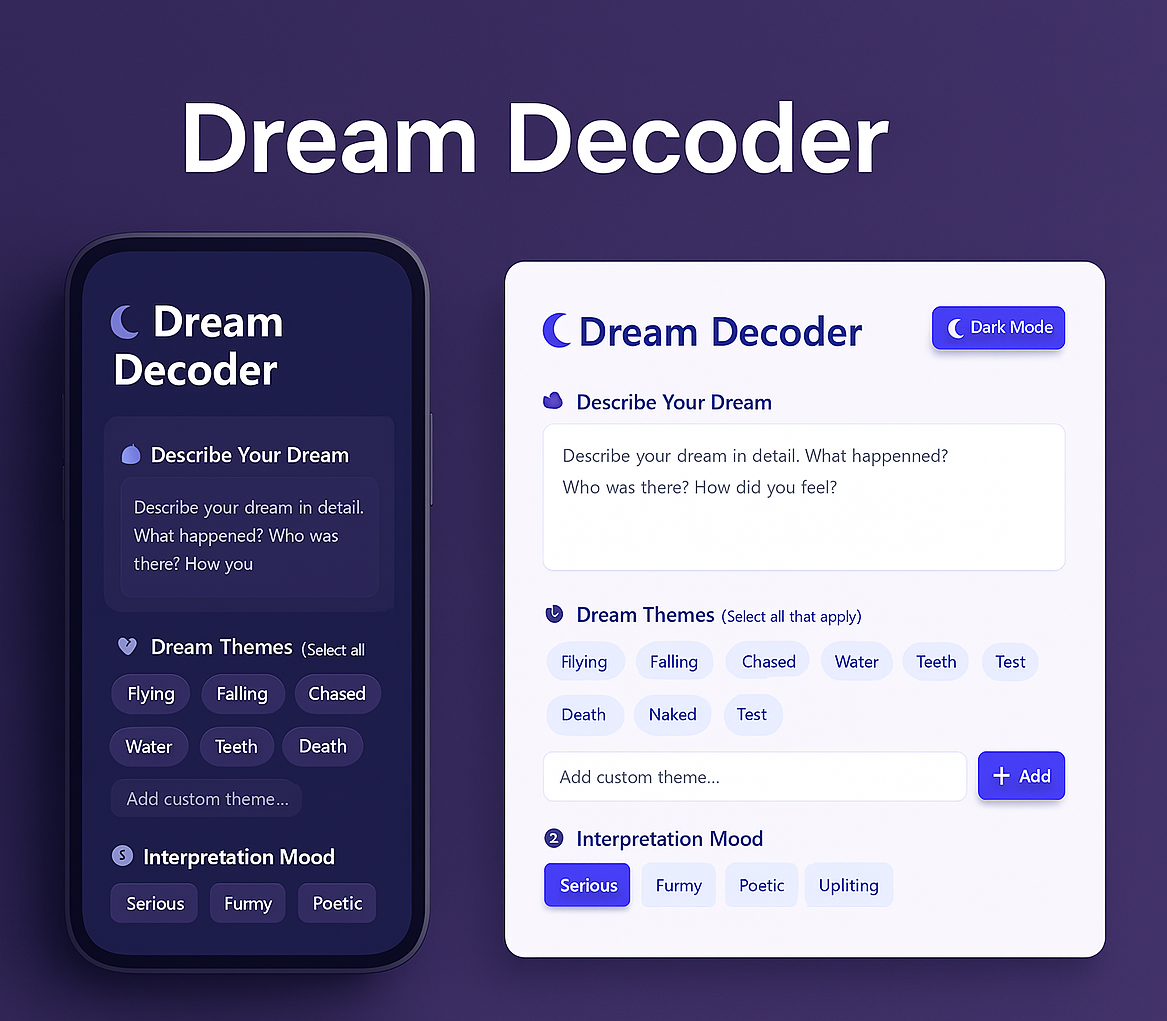 Dream Decoder
Dream
Decoder
Describe Your Dream
Describe your dream in detail.
What happened? Who was
there? How you
Dream Themes (Select all
Flying Falling Chased
Water Teeth Death
Add custom theme...
S Interpretation Mood
Serious Furmy Poetic
Dream Decoder Dark Mode
Describe Your Dream
Describe your dream in detail. What happenned?
Who was there? How did you feel?
Dream Themes (Select all that apply)
Filying Falling Chased Water Teeth Test
Death Naked Test
Add custom theme... + Add
2 Interpretation Mood
Serious Furmy Poetic Upliting